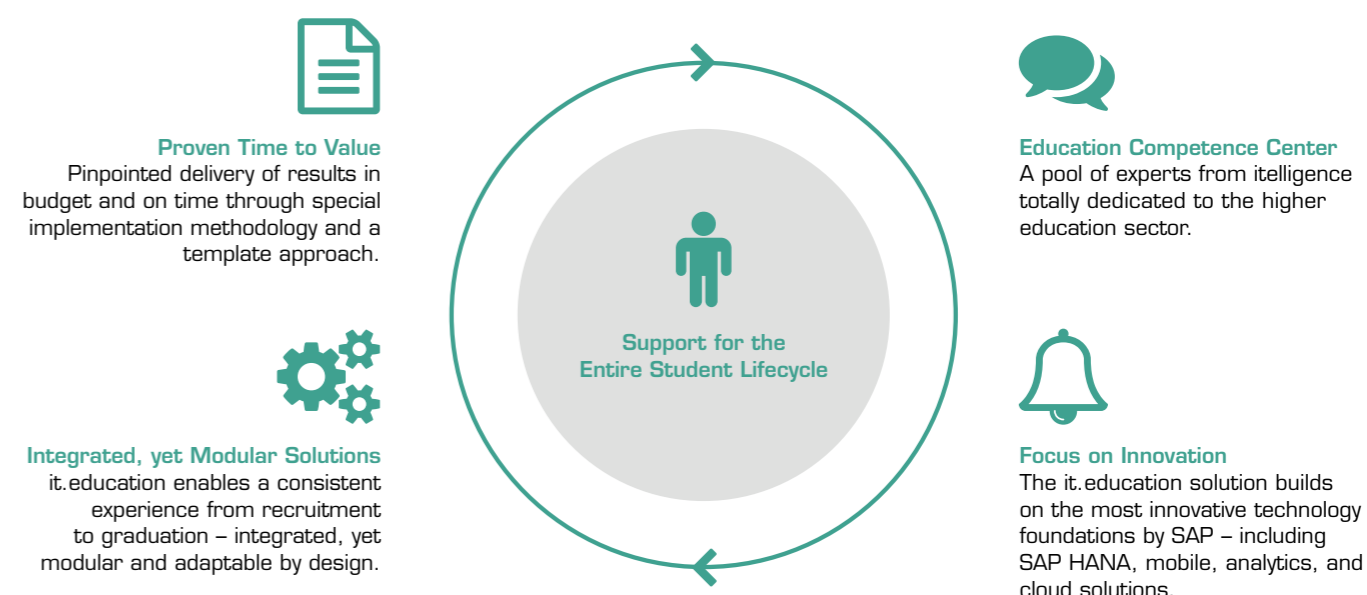 Proven Time to Value
Pinpointed delivery of results in
budget and on time through special
implementation methodology and a
template approach.
Integrated, yet Modular Solutions
it.education enables a consistent
experience from recruitment
to graduation – integrated, yet
modular and adaptable by design.
Support for the
Entire Student Lifecycle
Education Competence Center
A pool of experts from itelligence
totally dedicated to the higher
education sector.
Focus on Innovation
The it.education solution builds
on the most innovative technology
foundations by SAP – including
SAP HANA, mobile, analytics, and
cloud solutions.